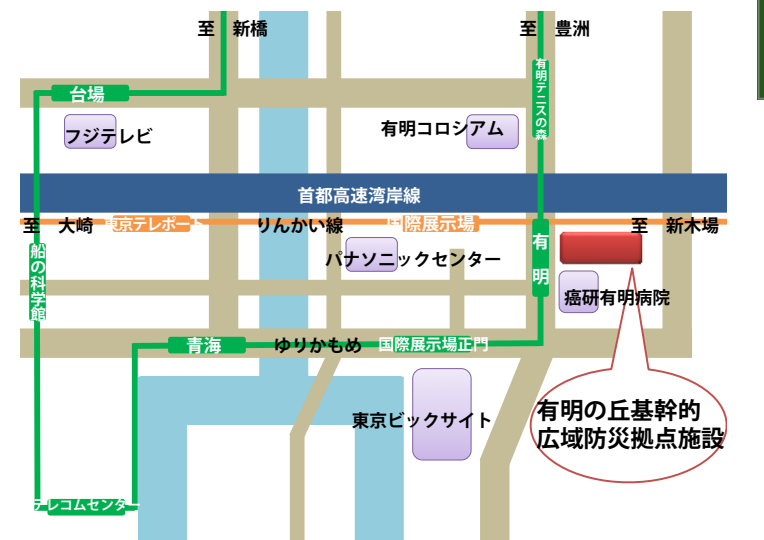 至 新橋
至 豊洲
台場
有明テニスの森
フジテレビ
有明コロシアム
首都高速湾岸線
至 大崎
東京テレポート
りんかい線
国際展示場
至 新木場
船の科学館
有明
パナソニックセンター
癌研有明病院
青海
ゆりかもめ
国際展示場正門
東京ビックサイト
有明の丘基幹的
広域防災拠点施設
テレコムセンター